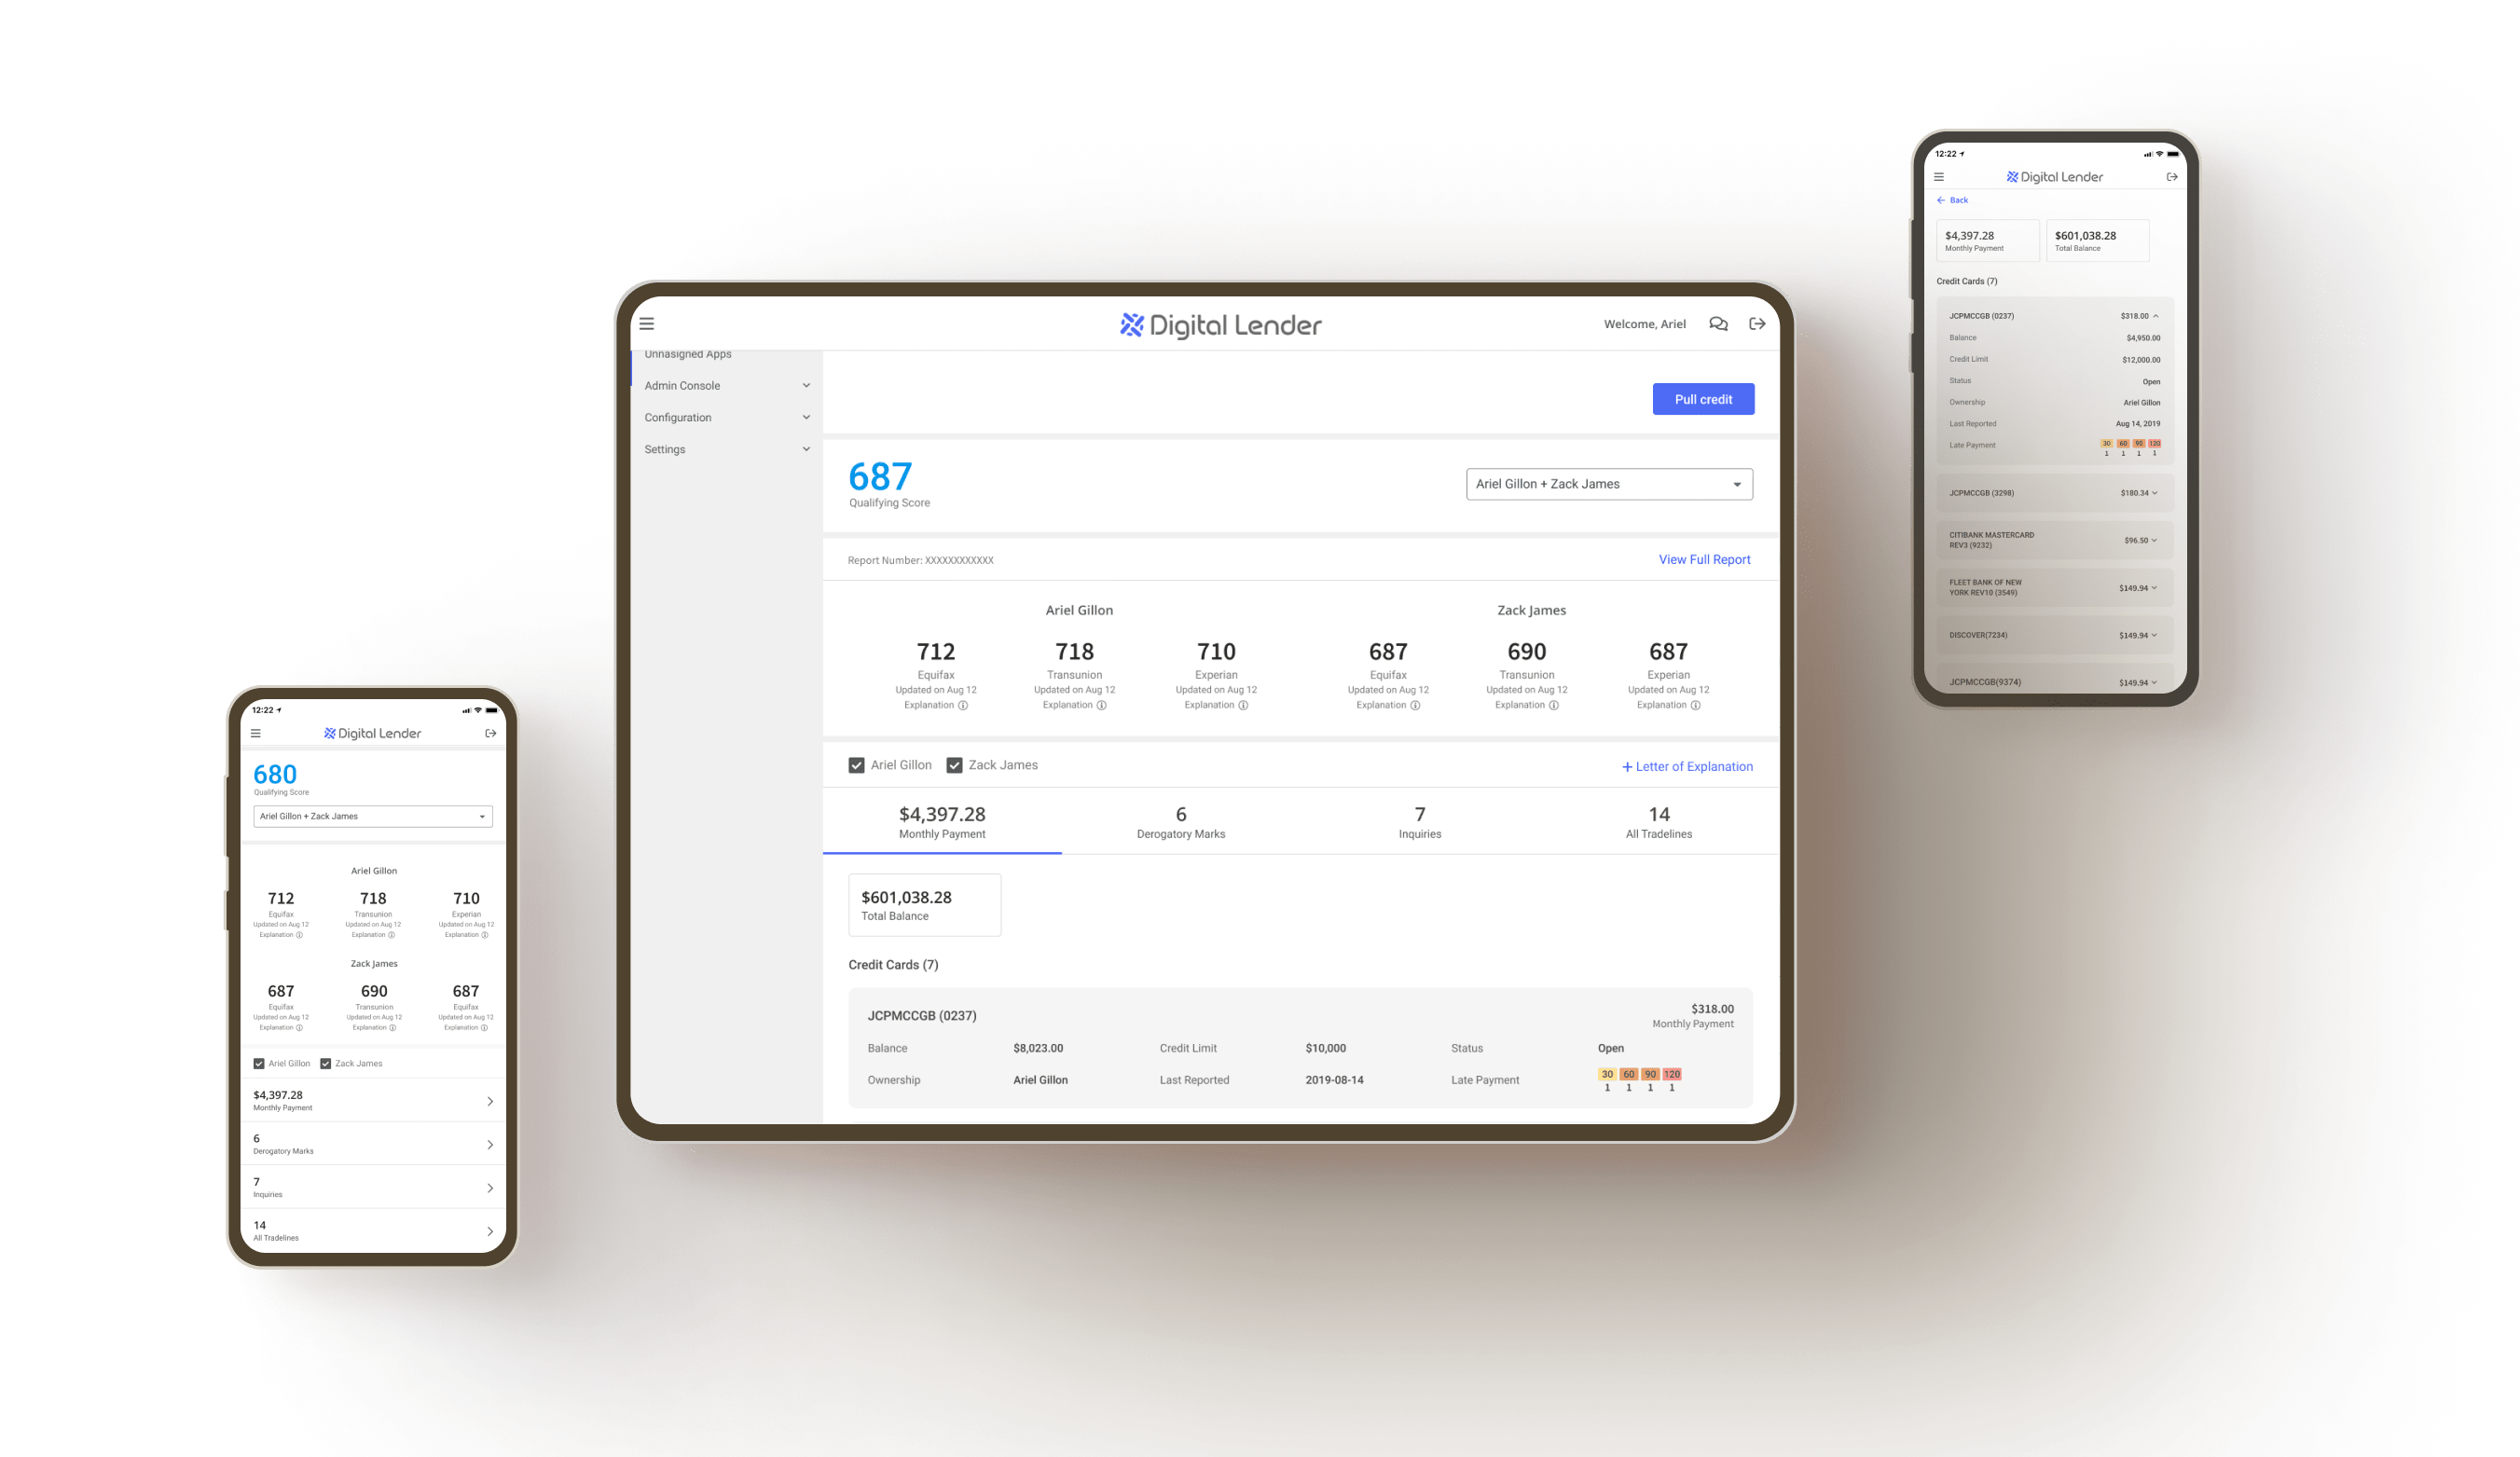 12:22
Digital Lender
680
Qualifying Score
Ariel Gillon + Zack James
Ariel Gillon
712 718 710
Equifax Transunion Experian
Updated on Aug 12 Updated on Aug 12 Updated on Aug 12
Explanation Explanation Explanation
Zack James
687 690 687
Equifax Transunion Equifax
Updated on Aug 12 Updated on Aug 12 Updated on Aug 12
Explanation Explanation Explanation
Ariel Gillon Zack James
$4,397.28
Monthly Payment
6
Derogatory Marks
7
Inquiries
14
All Tradelines
Digital Lender Welcome, Ariel
Unnasigned Apps
Admin Console
Configuration
Settings
Pull credit
687
Qualifying Score
Ariel Gillon + Zack James
Report Number: XXXXXXXXXXXX View Full Report
Ariel Gillon Zack James
712 718 710 687 690 687
Equifax Transunion Experian Equifax Transunion Experian
Updated on Aug 12 Updated on Aug 12 Updated on Aug 12 Updated on Aug 12 Updated on Aug 12 Updated on Aug 12
Explanation Explanation Explanation Explanation Explanation Explanation
Ariel Gillon Zack James + Letter of Explanation
$4,397.28 6 7 14
Monthly Payment Derogatory Marks Inquiries All Tradelines
$601,038.28
Total Balance
Credit Cards (7)
JCPMCCGB (0237) $318.00
Monthly Payment
Balance $8,023.00 Credit Limit $10,000 Status Open
Ownership Ariel Gillon Last Reported 2019-08-14 Late Payment 30 60 90 120
1 1 1 1
12:22
Digital Lender
Back
$4,397.28 $601,038.28
Monthly Payment Total Balance
Credit Cards (7)
JCPMCCGB (0237) $318.00
Balance $4,950.00
Credit Limit $12,000.00
Status Open
Ownership Ariel Gillon
Last Reported Aug 14, 2019
Late Payment 30 60 90 120
1 1 1 1
JCPMCCGB (3298) $180.34
CITIBANK MASTERCARD
REV3 (9232) $96.50
FLEET BANK OF NEW
YORK REV10 (3549) $149.94
DISCOVER(7234) $149.94
JCPMCCGB(9374) $149.94